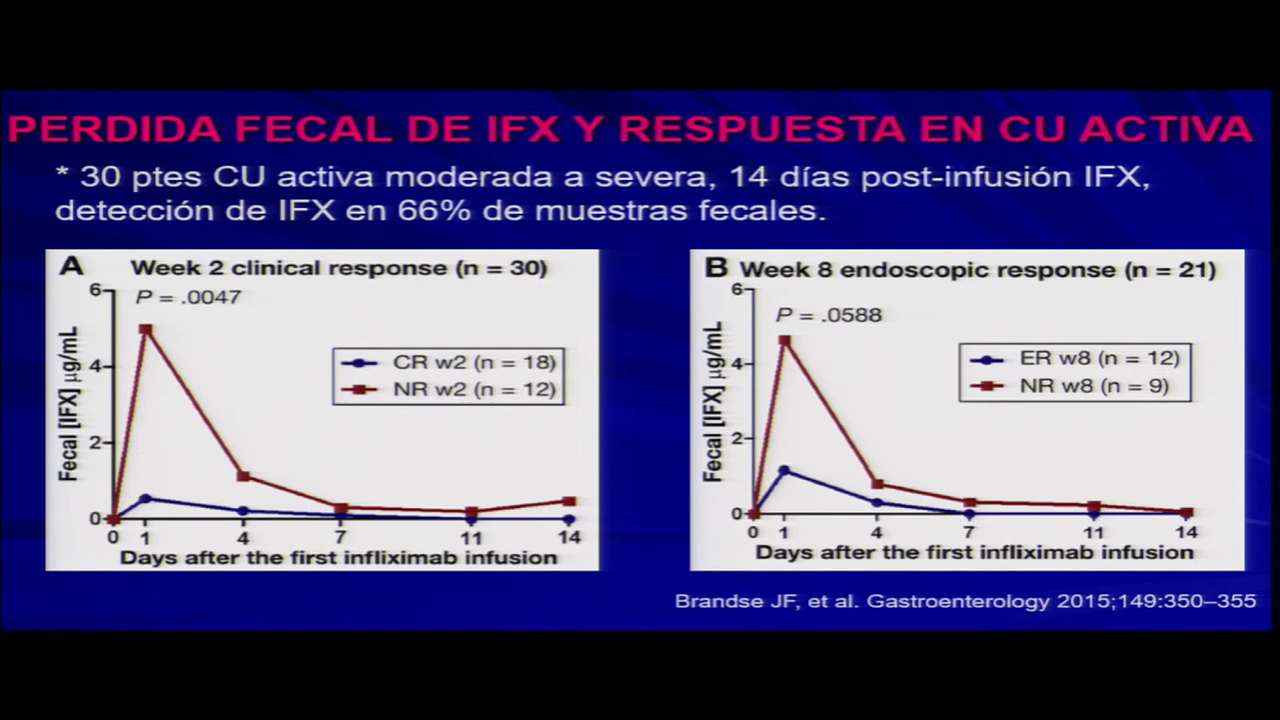 PERDIDA FECAL DE IFX Y RESPUESTA EN CU ACTIVA
* 30 ptes CU activa moderada a severa, 14 días post-infusión IFX,
detección de IFX en 66% de muestras fecales.
A Week 2 clinical response (n = 30)
P = .0047
CR w2 (n = 18)
NR w2 (n = 12)
Fecal [IFX] µg/mL
6
4
2
0
0 1 4 7 11 14
Days after the first infliximab infusion
B Week 8 endoscopic response (n = 21)
P = .0588
ER w8 (n = 12)
NR w8 (n = 9)
Fecal [IFX] µg/mL
6
4
2
0
0 1 4 7 11 14
Days after the first infliximab infusion
Brandse JF, et al. Gastroenterology 2015;149:350–355